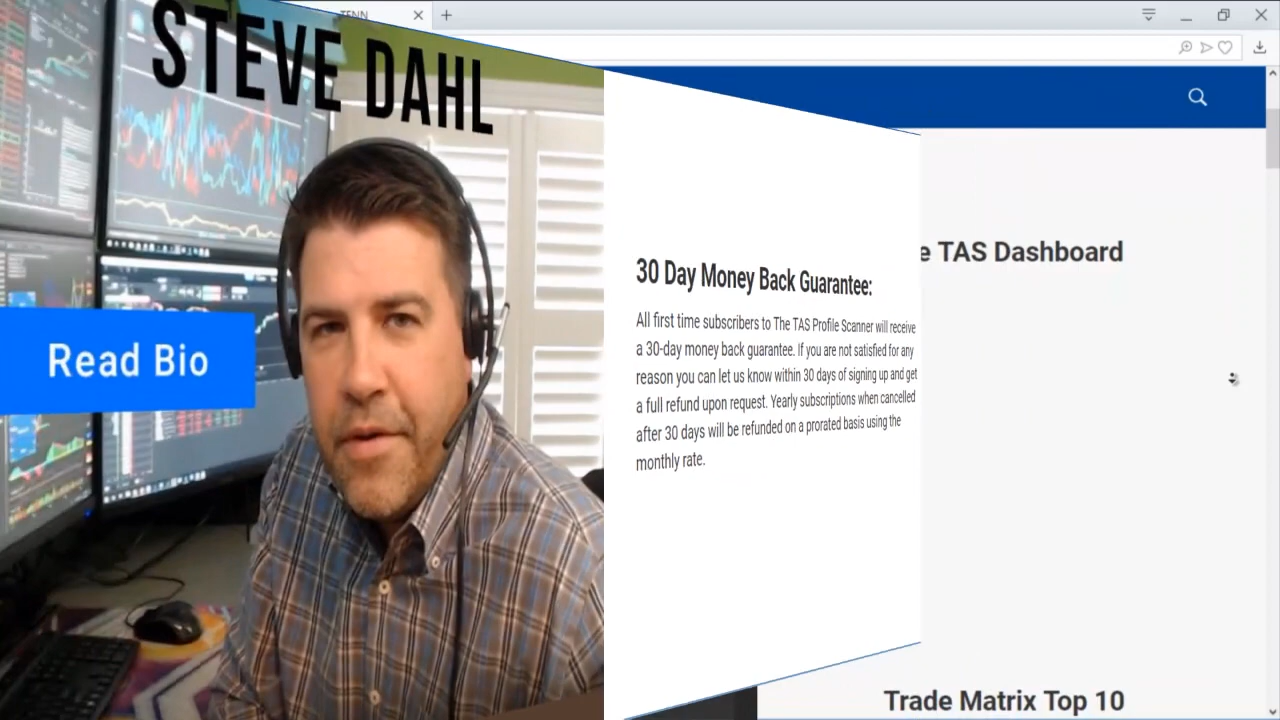 TENN
STEVE DAHL
Read Bio
30 Day Money Back Guarantee:
All first time subscribers to The TAS Profile Scanner will receive
a 30-day money back guarantee. If you are not satisfied for any
reason you can let us know within 30 days of signing up and get
a full refund upon request. Yearly subscriptions when cancelled
after 30 days will be refunded on a prorated basis using the
monthly rate.
e TAS Dashboard
Trade Matrix Top 10